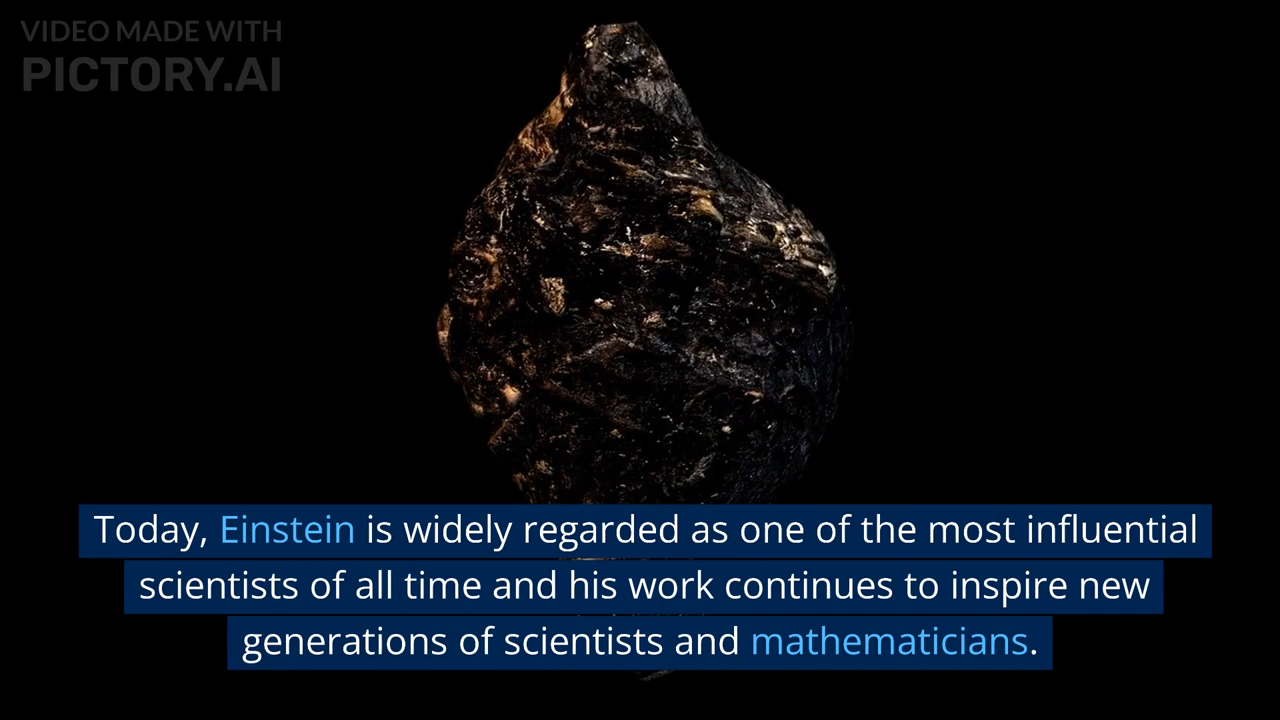 VIDEO MADE WITH
PICTORY.AI
Today, Einstein is widely regarded as one of the most influential
scientists of all time and his work continues to inspire new
generations of scientists and mathematicians.